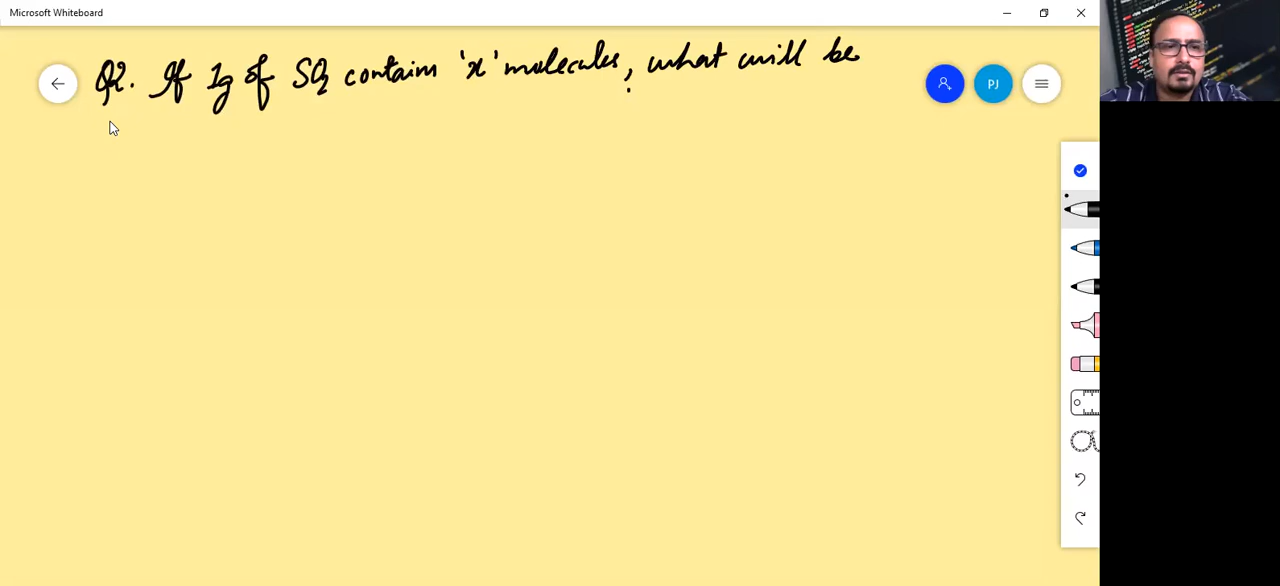 Microsoft Whiteboard
Q2. If 1g of SO2 contain 'x' molecules, what will be
PJ